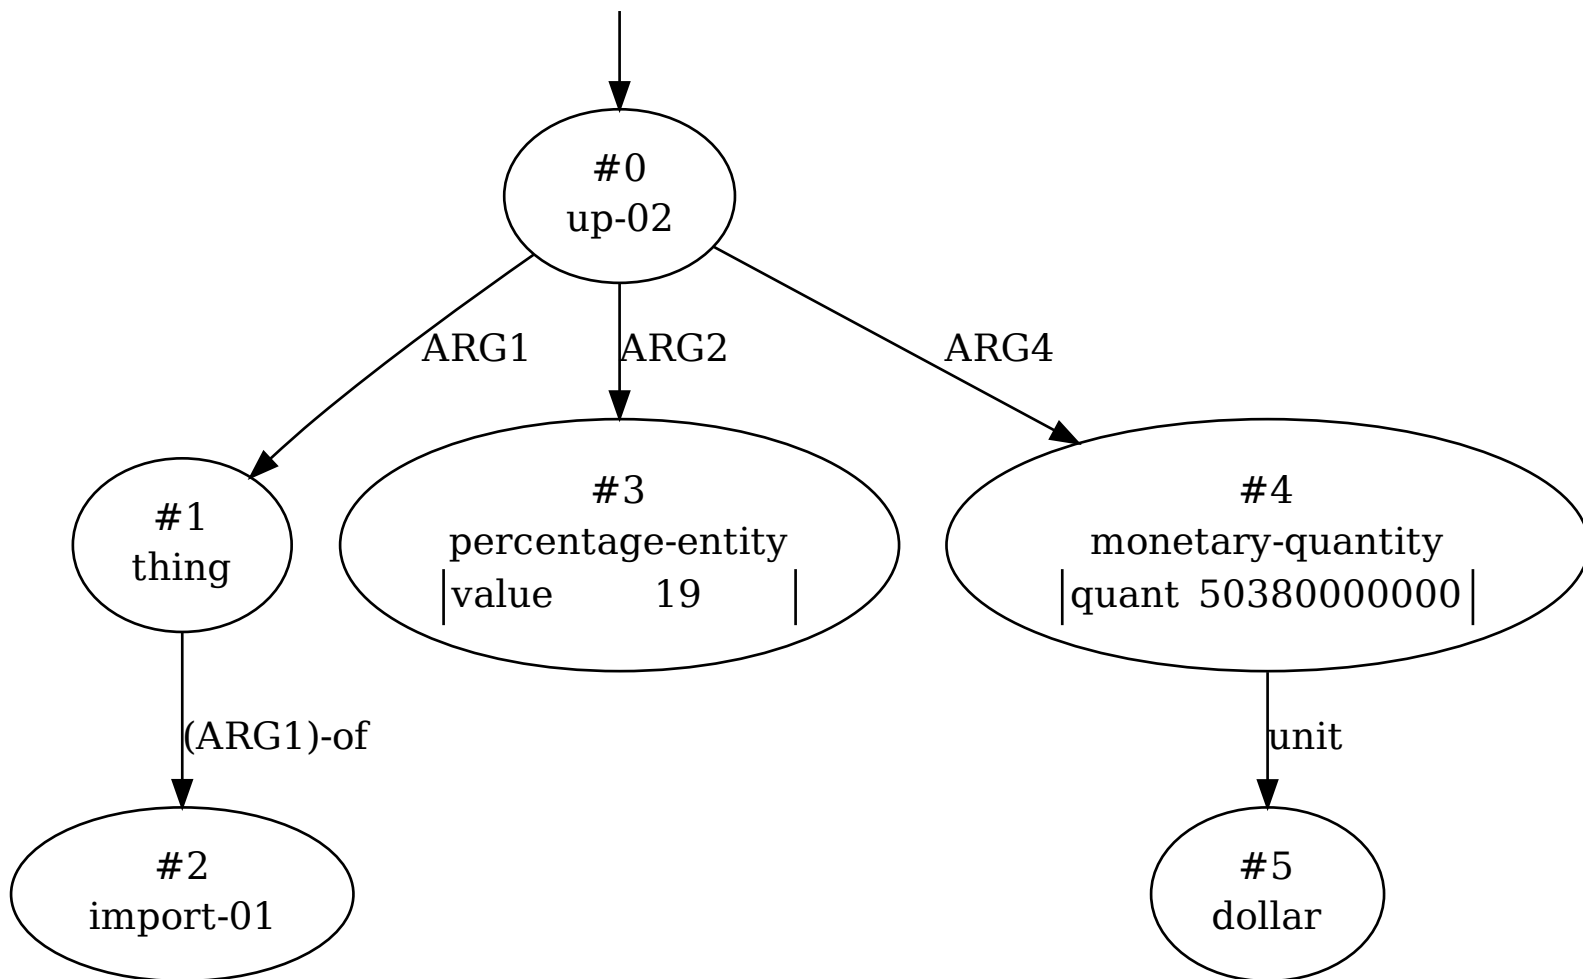 #0
up-02
ARG1
ARG2
ARG4
#1
thing
#3
percentage-entity
value 19
#4
monetary-quantity
quant 50380000000
(ARG1)-of
unit
#2
import-01
#5
dollar